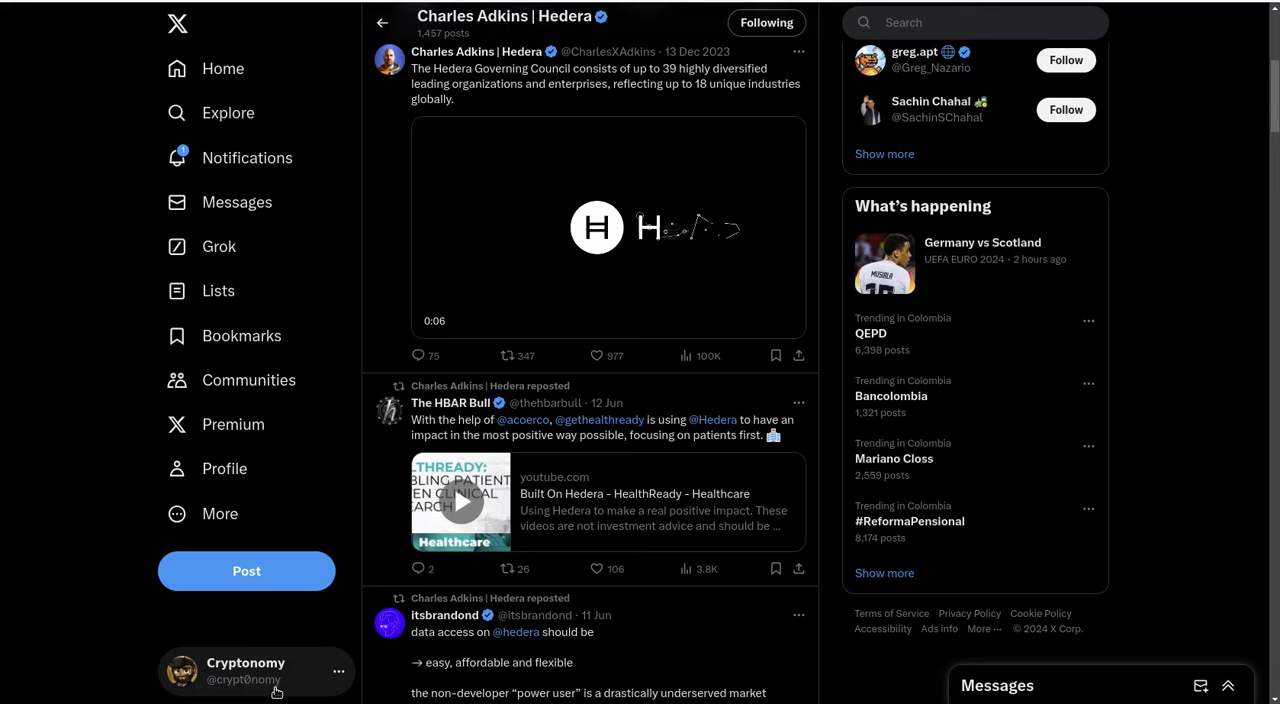 Home
Explore
1
Notifications
Messages
Grok
Lists
Bookmarks
Communities
Premium
Profile
More
Post
Cryptonomy
@crypt0nomy
Charles Adkins | Hedera
1,457 posts
Following
Charles Adkins | Hedera @CharlesXAdkins · 13 Dec 2023
The Hedera Governing Council consists of up to 39 highly diversified
leading organizations and enterprises, reflecting up to 18 unique industries
globally.
H H
0:06
75 347 977 100K
Charles Adkins | Hedera reposted
The HBAR Bull @thehbarbull · 12 Jun
With the help of @acoerco, @gethealthready is using @Hedera to have an
impact in the most positive way possible, focusing on patients first.
LTHREADY:
BLING PATIENT
EN CLINICAL
EARCH
Healthcare
youtube.com
Built On Hedera - HealthReady - Healthcare
Using Hedera to make a real positive impact. These
videos are not investment advice and should be ...
2 26 106 3.8K
Charles Adkins | Hedera reposted
itsbrandond @itsbrandond · 11 Jun
data access on @hedera should be
→ easy, affordable and flexible
the non-developer “power user” is a drastically underserved market
Search
greg.apt
@Greg_Nazario
Follow
Sachin Chahal
@SachinSChahal
Follow
Show more
What’s happening
MUSIALA
Germany vs Scotland
UEFA EURO 2024 · 2 hours ago
Trending in Colombia
QEPD
6,398 posts
Trending in Colombia
Bancolombia
1,321 posts
Trending in Colombia
Mariano Closs
2,559 posts
Trending in Colombia
#ReformaPensional
8,174 posts
Show more
Terms of Service Privacy Policy Cookie Policy
Accessibility Ads info More ··· © 2024 X Corp.
Messages